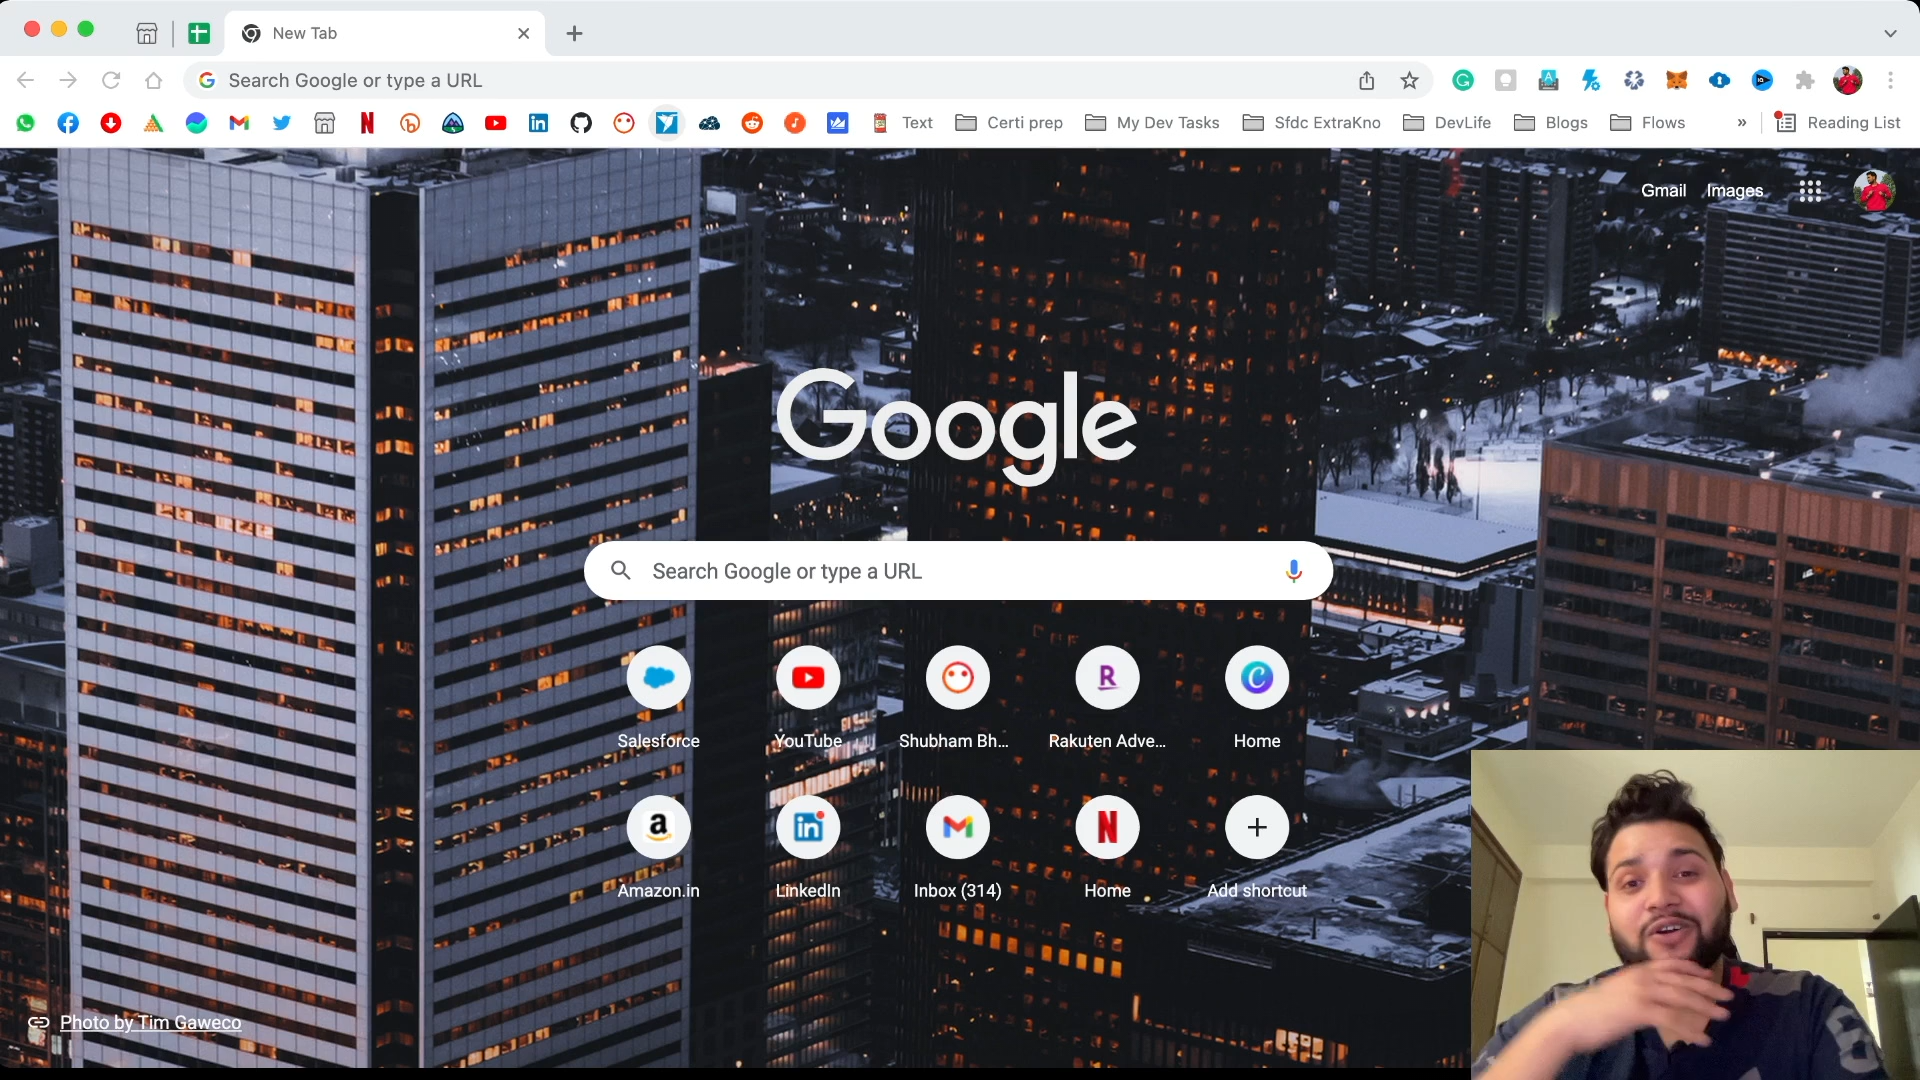 New Tab
Search Google or type a URL
Text
Certi prep
My Dev Tasks
Sfdc ExtraKno
DevLife
Blogs
Flows
»
Reading List
Gmail
Images
Google
Search Google or type a URL
Salesforce
YouTube
Shubham Bh...
Rakuten Adve...
Home
Amazon.in
LinkedIn
Inbox (314)
Home
Add shortcut
Photo by Tim Gaweco